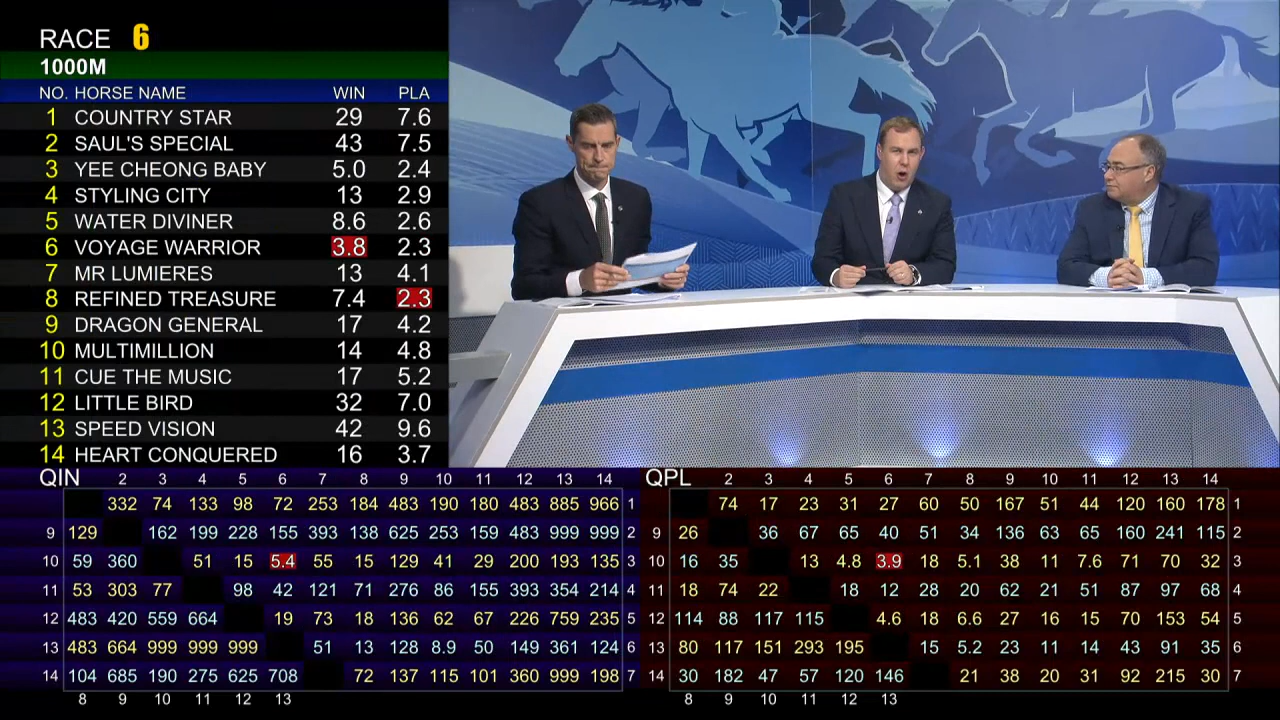 RACE 6
1000M
NO. HORSE NAME WIN PLA
1 COUNTRY STAR 29 7.6
2 SAUL'S SPECIAL 43 7.5
3 YEE CHEONG BABY 5.0 2.4
4 STYLING CITY 13 2.9
5 WATER DIVINER 8.6 2.6
6 VOYAGE WARRIOR 3.8 2.3
7 MR LUMIERES 13 4.1
8 REFINED TREASURE 7.4 2.3
9 DRAGON GENERAL 17 4.2
10 MULTIMILLION 14 4.8
11 CUE THE MUSIC 17 5.2
12 LITTLE BIRD 32 7.0
13 SPEED VISION 42 9.6
14 HEART CONQUERED 16 3.7
QIN 2 3 4 5 6 7 8 9 10 11 12 13 14
332 74 133 98 72 253 184 483 190 180 483 885 966 1
9 129 162 199 228 155 393 138 625 253 159 483 999 999 2
10 59 360 51 15 5.4 55 15 129 41 29 200 193 135 3
11 53 303 77 98 42 121 71 276 86 155 393 354 214 4
12 483 420 559 664 19 73 18 136 62 67 226 759 235 5
13 483 664 999 999 999 51 13 128 8.9 50 149 361 124 6
14 104 685 190 275 625 708 72 137 115 101 360 999 198 7
8 9 10 11 12 13
QPL 2 3 4 5 6 7 8 9 10 11 12 13 14
74 17 23 31 27 60 50 167 51 44 120 160 178 1
9 26 36 67 65 40 51 34 136 63 65 160 241 115 2
10 16 35 13 4.8 3.9 18 5.1 38 11 7.6 71 70 32 3
11 18 74 22 18 12 28 20 62 21 51 87 97 68 4
12 114 88 117 115 4.6 18 6.6 27 16 15 70 153 54 5
13 80 117 151 293 195 15 5.2 23 11 14 43 91 35 6
14 30 182 47 57 120 146 21 38 20 31 92 215 30 7
8 9 10 11 12 13